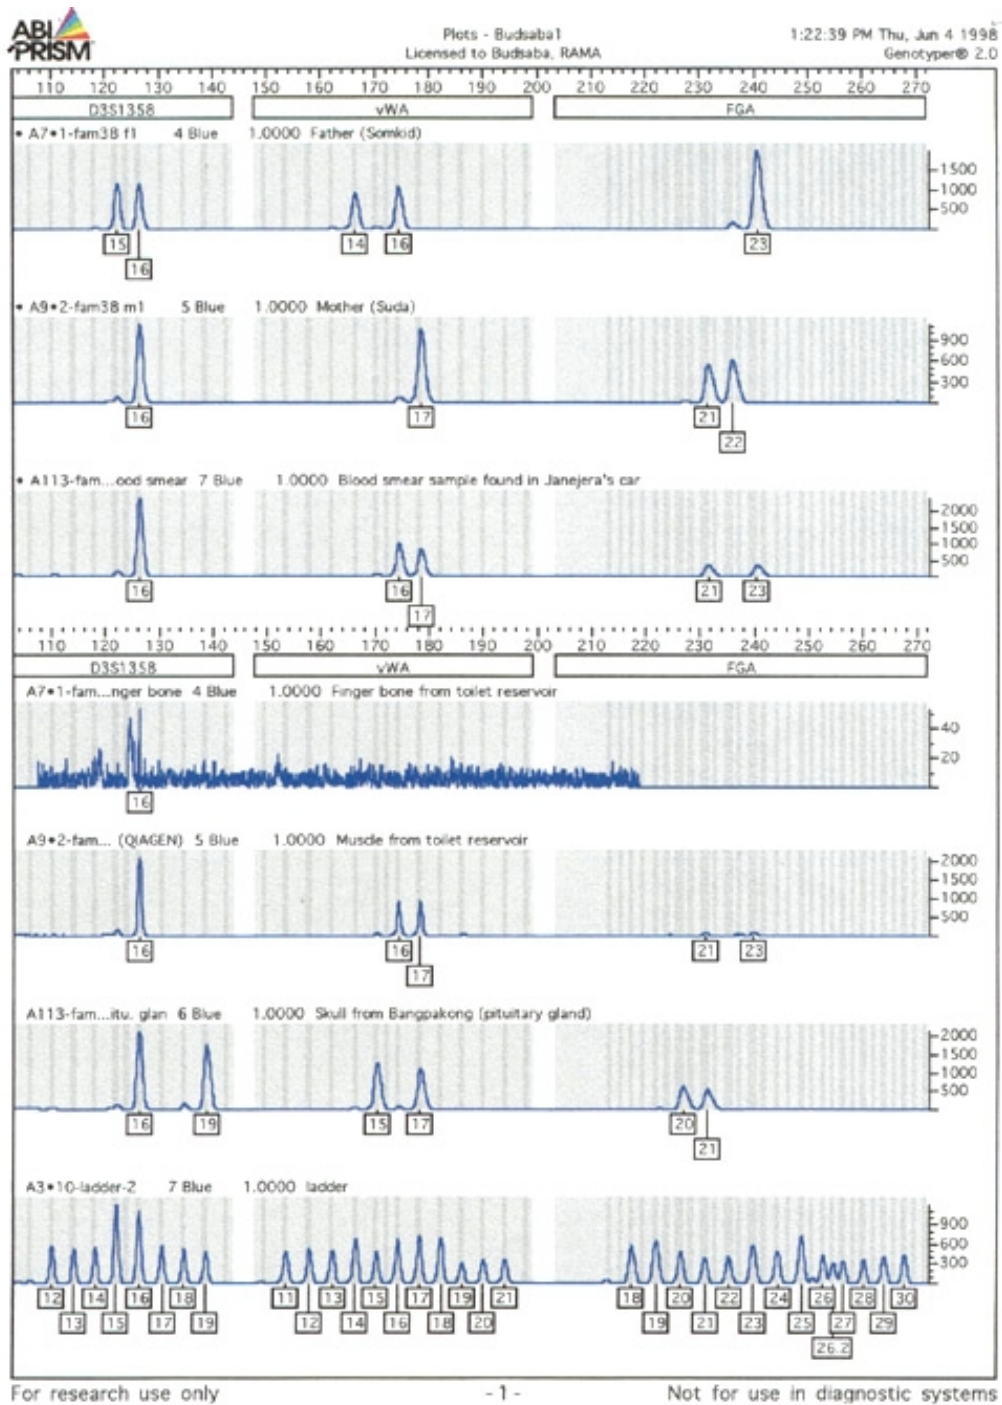 ABI
PRISM
Plots - Budsaba1
Licensed to Budsaba, RAMA
1:22:39 PM Thu, Jun 4 1998
Genotyper® 2.0
110 120 130 140 150 160 170 180 190 200 210 220 230 240 250 260 270
D3S1358 vWA FGA
• A7•1-fam38 f1 4 Blue 1.0000 Father (Somkid)
1500
1000
500
15 14 16 23
16
• A9•2-fam38 m1 5 Blue 1.0000 Mother (Suda)
900
600
300
16 17 21
22
• A113-fam...ood smear 7 Blue 1.0000 Blood smear sample found in Janejera's car
2000
1500
1000
500
16 16 21 23
17
110 120 130 140 150 160 170 180 190 200 210 220 230 240 250 260 270
D3S1358 vWA FGA
A7•1-fam...nger bone 4 Blue 1.0000 Finger bone from toilet reservoir
40
20
16
A9•2-fam... (QIAGEN) 5 Blue 1.0000 Muscle from toilet reservoir
2000
1500
1000
500
16 16 21 23
17
A113-fam...itu. glan 6 Blue 1.0000 Skull from Bangpakong (pituitary gland)
2000
1500
1000
500
16 19 15 17 20
21
A3•10-ladder-2 7 Blue 1.0000 ladder
900
600
300
12 14 16 18 11 13 15 17 19 21 18 20 22 24 26 28 30
13 15 17 19 12 14 16 18 20 19 21 23 25 27 29
26.2
For research use only
- 1 -
Not for use in diagnostic systems